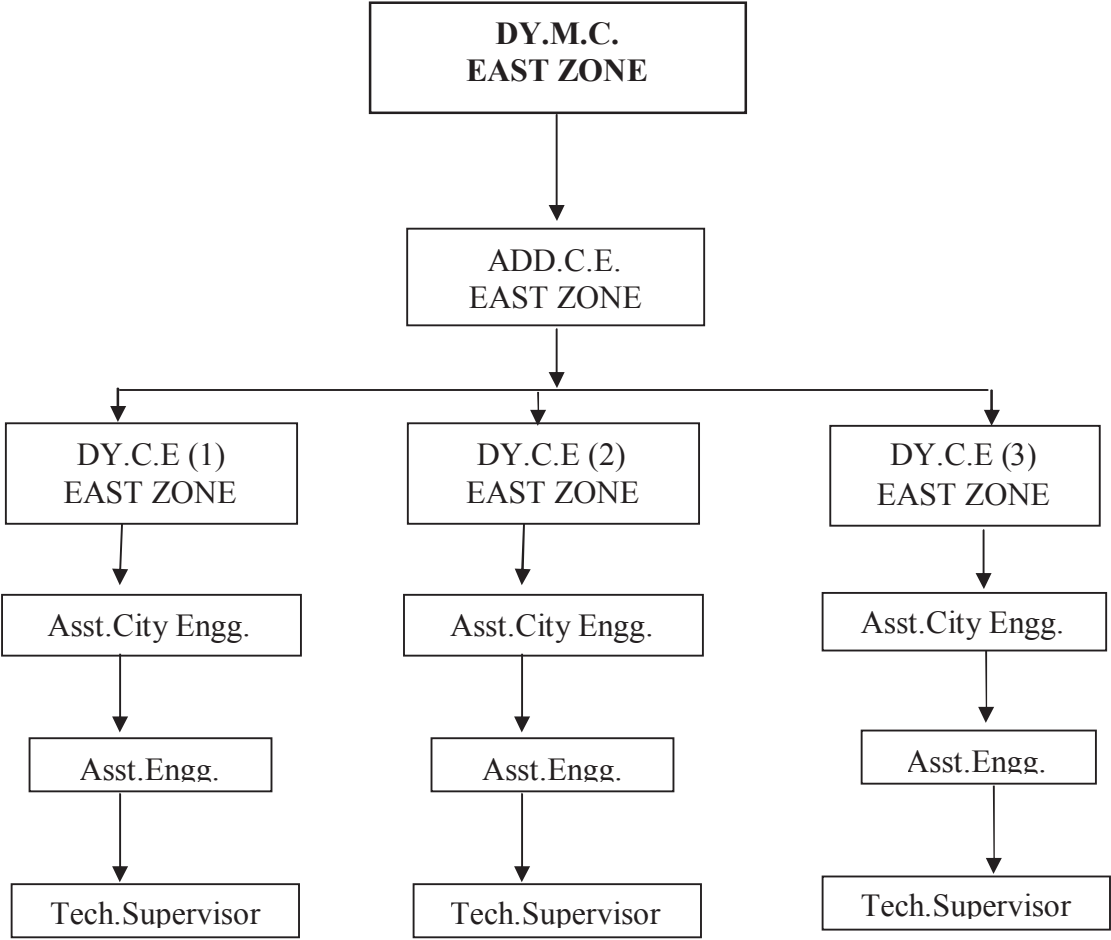 DY.M.C.
EAST ZONE
ADD.C.E.
EAST ZONE
DY.C.E (1)
EAST ZONE
DY.C.E (2)
EAST ZONE
DY.C.E (3)
EAST ZONE
Asst.City Engg.
Asst.City Engg.
Asst.City Engg.
Asst.Engg.
Asst.Engg.
Asst.Engg.
Tech.Supervisor
Tech.Supervisor
Tech.Supervisor